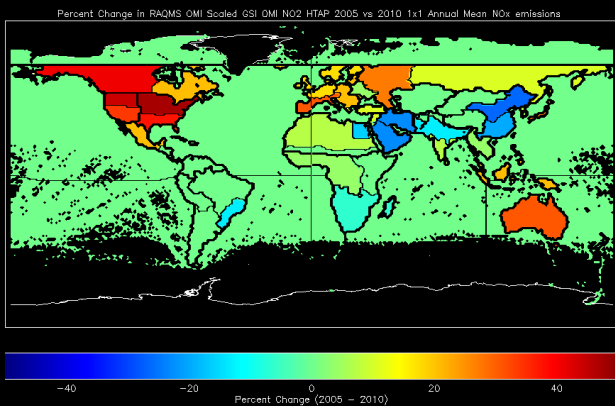 Percent Change in RAQMS OMI Scaled GSI OMI NO2 HTAP 2005 vs 2010 1x1 Annual Mean NOx emissions
-40 -20 0 20 40
Percent Change (2005 - 2010)